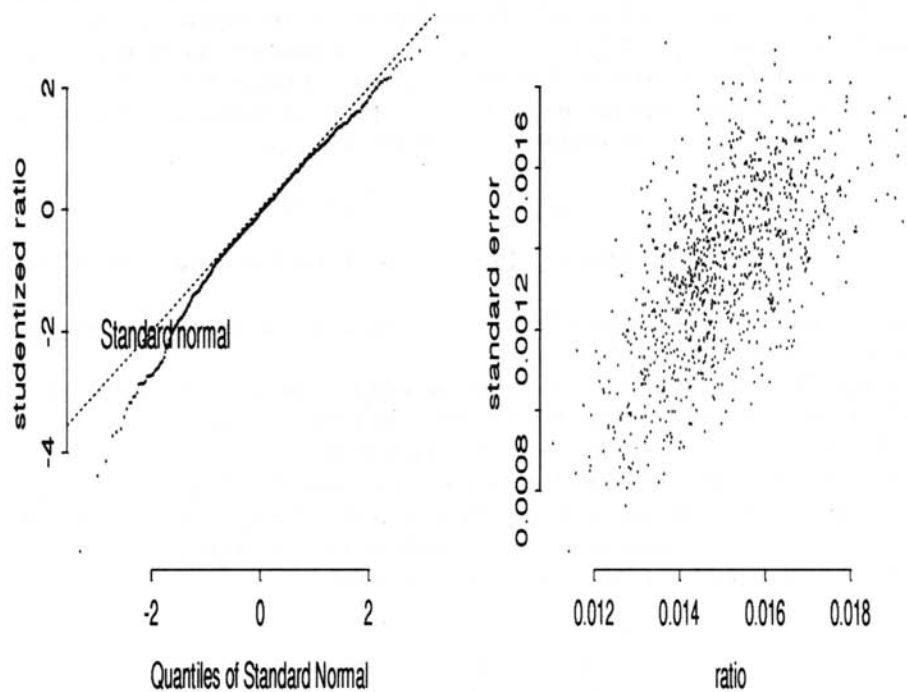 studentized ratio
2
0
-2
-4
Standard normal
-2
0
2
Quantiles of Standard Normal
standard error
0.0016
0.0012
0.0008
0.012
0.014
0.016
0.018
ratio